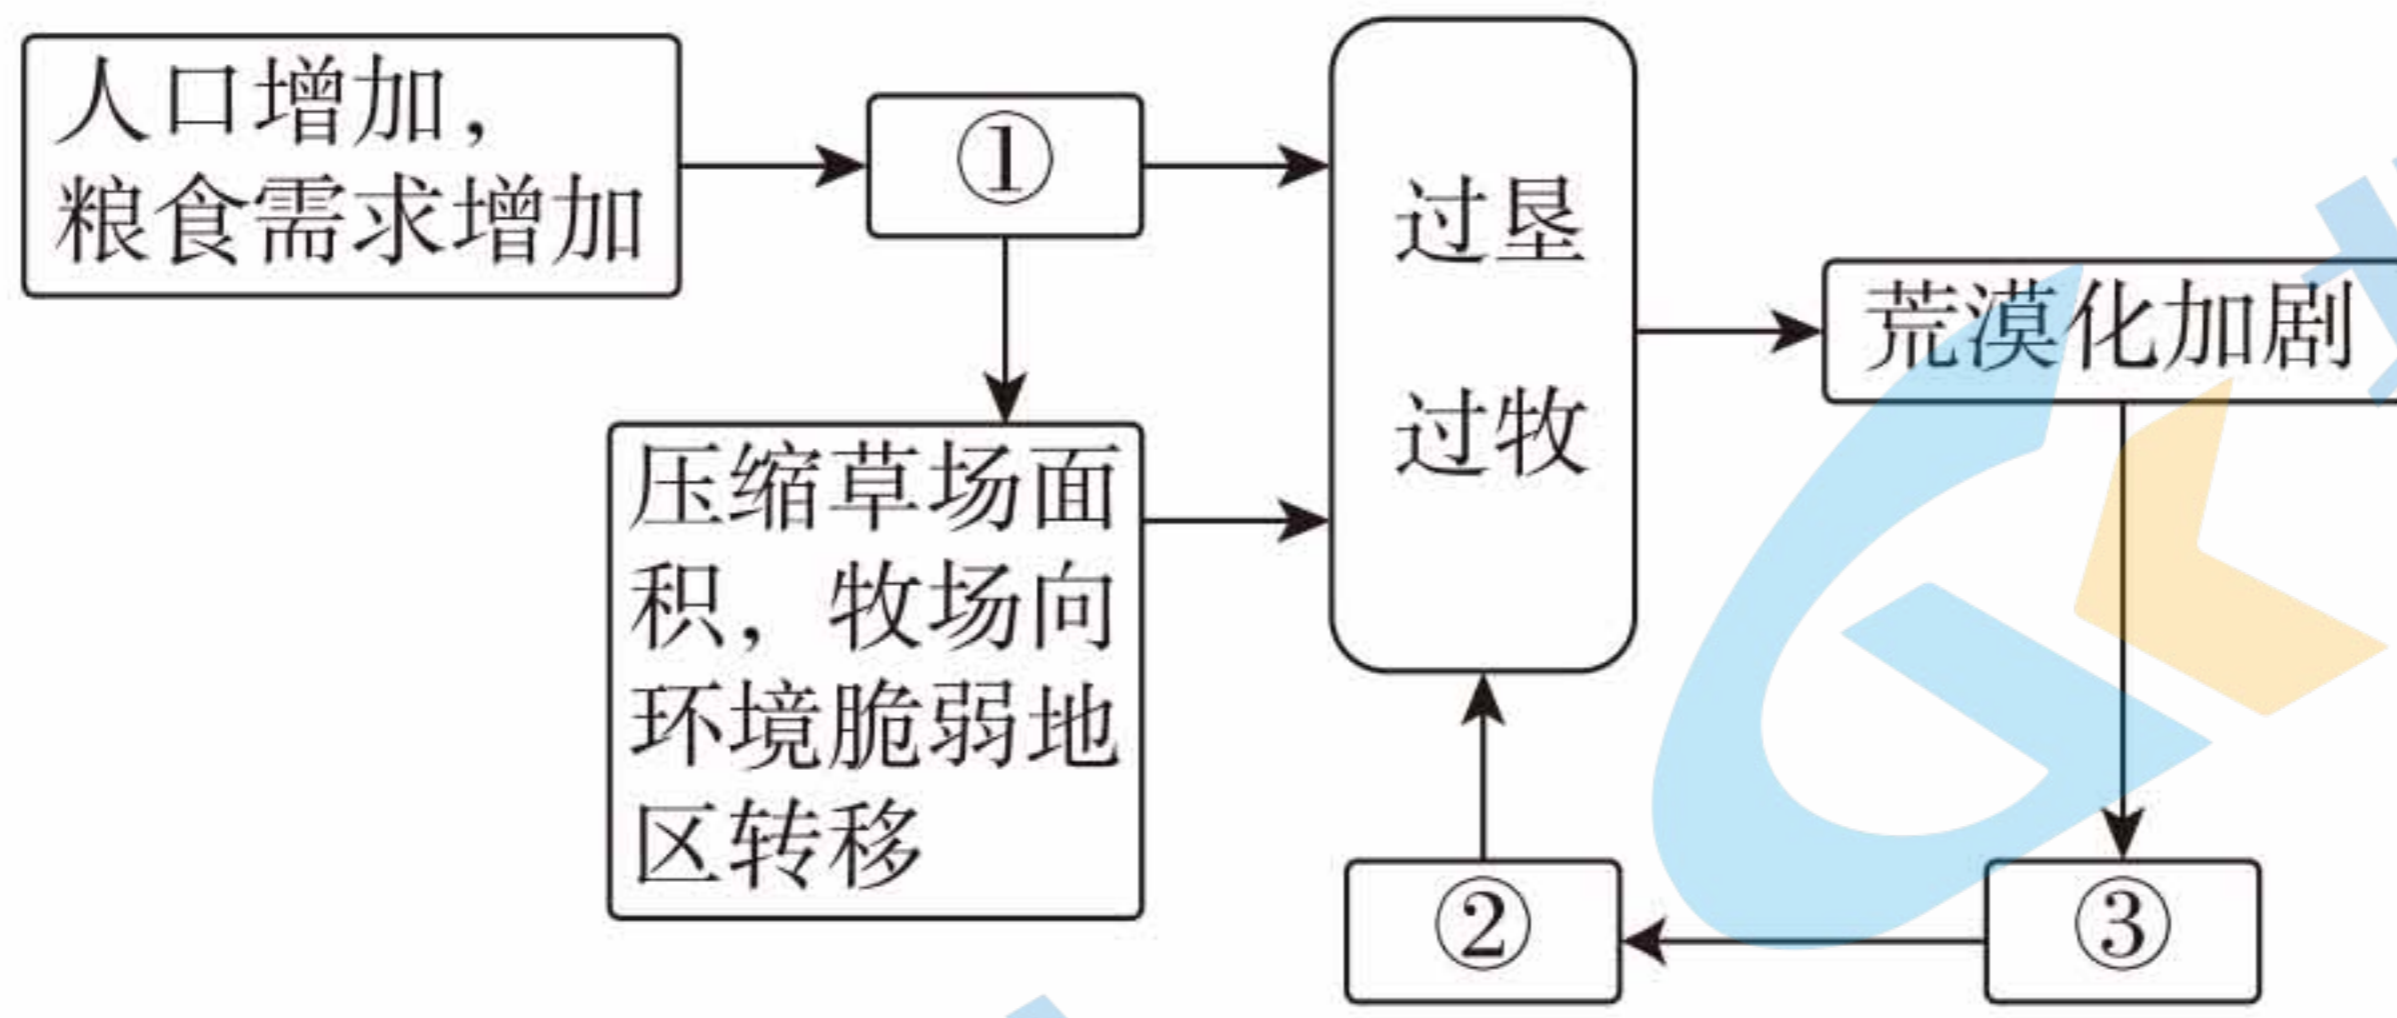 人口增加，
粮食需求增加
①
过垦
过牧
荒漠化加剧
压缩草场面
积，牧场向
环境脆弱地
区转移
②
③